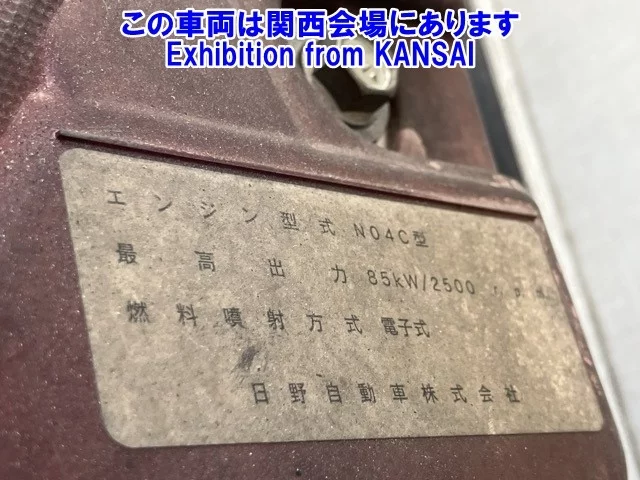 この車両は関西会場にあります
Exhibition from KANSAI
エンジン型式 N04C型
最高出力 85kW/2500 r.p.m.
燃料噴射方式 電子式
日野自動車株式会社